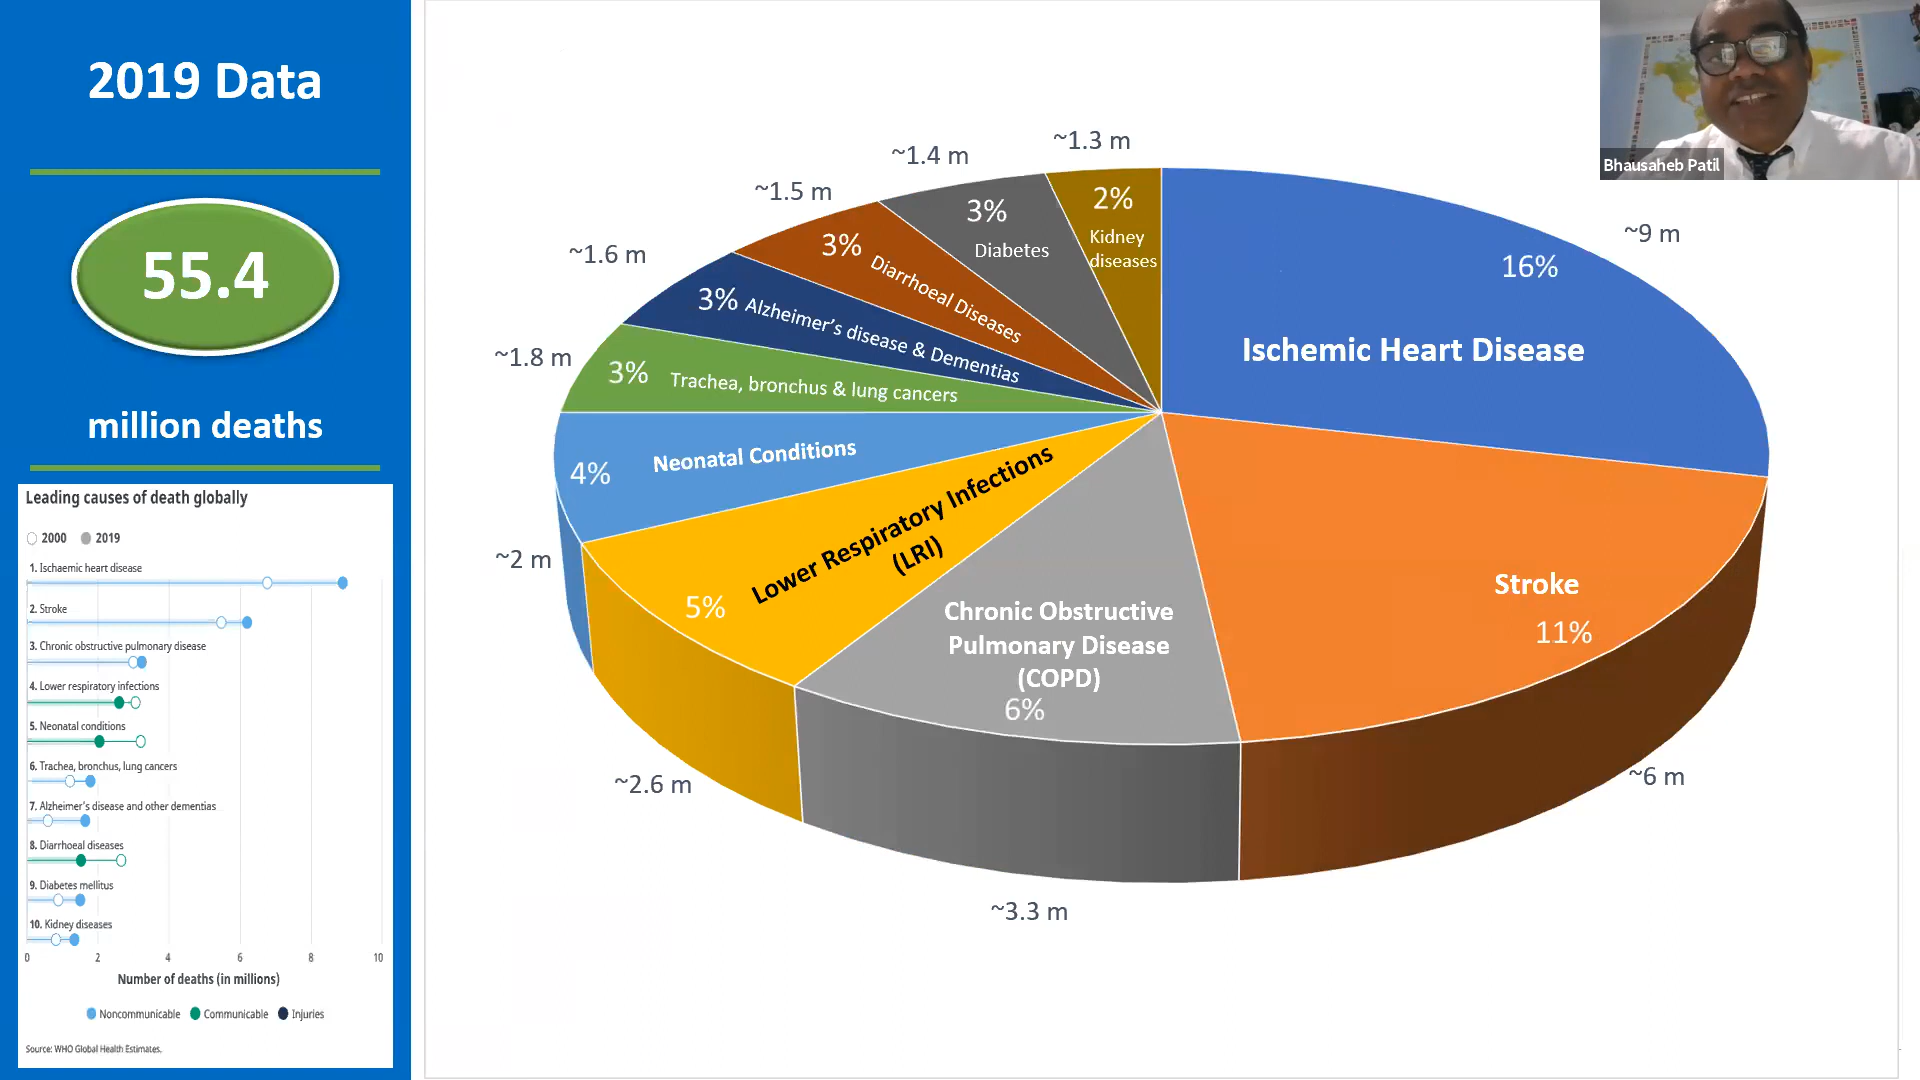 2019 Data
55.4
million deaths
Leading causes of death globally
2000 2019
1. Ischaemic heart disease
2. Stroke
3. Chronic obstructive pulmonary disease
4. Lower respiratory infections
5. Neonatal conditions
6. Trachea, bronchus, lung cancers
7. Alzheimer's disease and other dementias
8. Diarrhoeal diseases
9. Diabetes mellitus
10. Kidney diseases
0 2 4 6 8 10
Number of deaths (in millions)
Noncommunicable Communicable Injuries
Source: WHO Global Health Estimates.
~9 m
16%
Ischemic Heart Disease
Stroke
11%
~6 m
Chronic Obstructive
Pulmonary Disease
(COPD)
6%
~3.3 m
Lower Respiratory Infections
(LRI)
5%
~2.6 m
Neonatal Conditions
4%
~2 m
3% Trachea, bronchus & lung cancers
~1.8 m
3% Alzheimer's disease & Dementias
~1.6 m
3% Diarrhoeal Diseases
~1.5 m
3%
Diabetes
~1.4 m
2%
Kidney
diseases
~1.3 m
Bhausaheb Patil